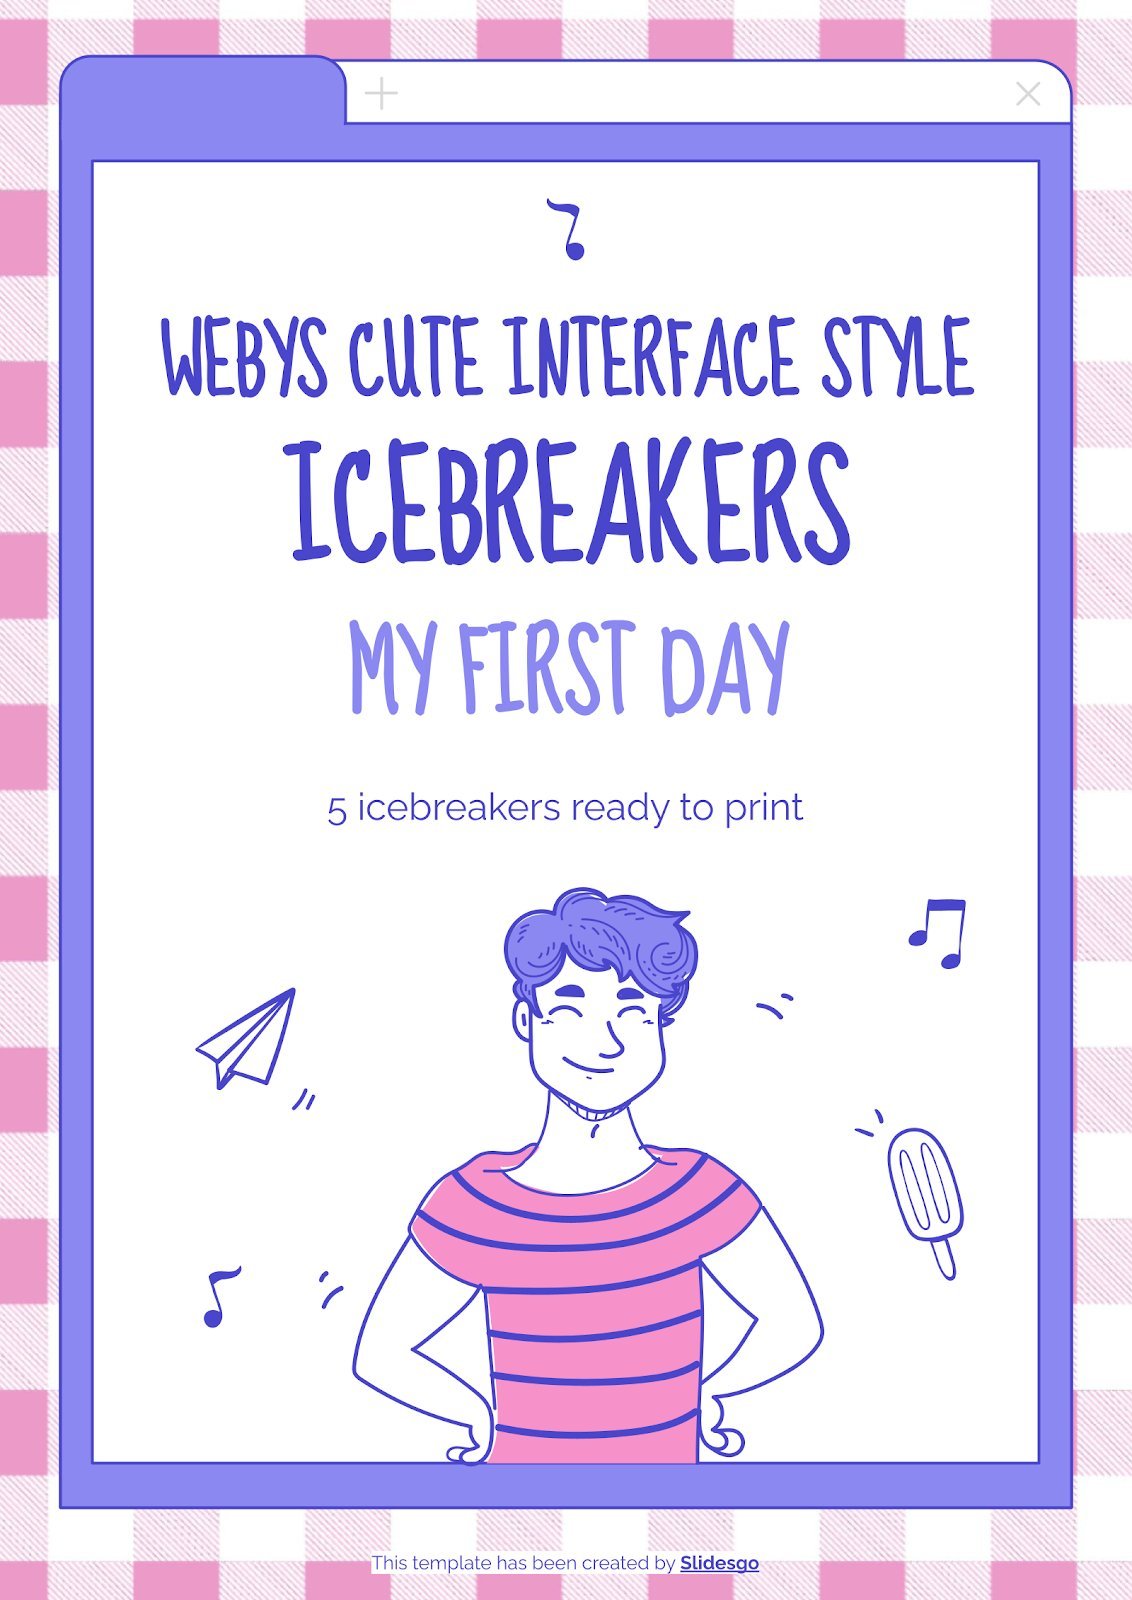 WEBYS CUTE INTERFACE STYLE
ICEBREAKERS
MY FIRST DAY
5 icebreakers ready to print
This template has been created by Slidesgo